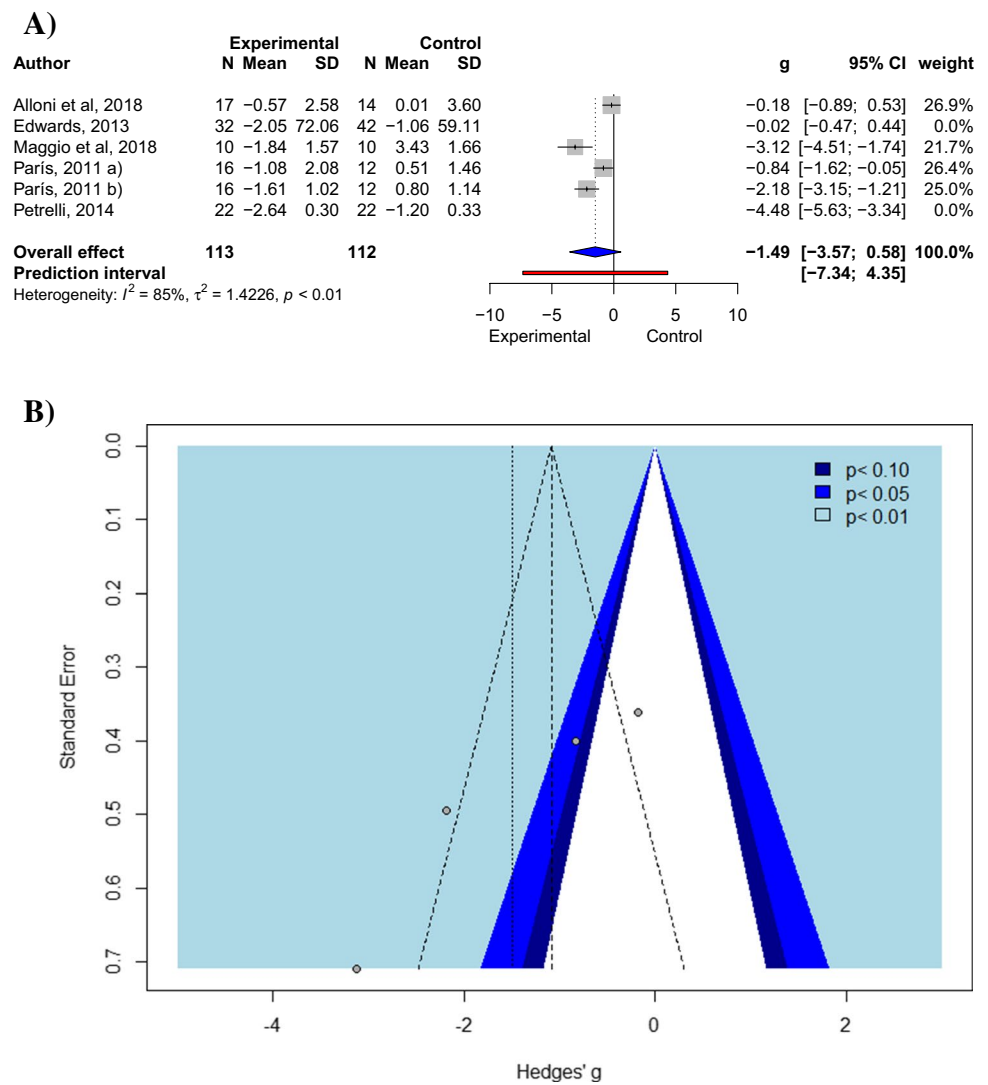 A)
Experimental Control
Author N Mean SD N Mean SD g 95% CI weight
Alloni et al, 2018 17 −0.57 2.58 14 0.01 3.60 −0.18 [−0.89; 0.53] 26.9%
Edwards, 2013 32 −2.05 72.06 42 −1.06 59.11 −0.02 [−0.47; 0.44] 0.0%
Maggio et al, 2018 10 −1.84 1.57 10 3.43 1.66 −3.12 [−4.51; −1.74] 21.7%
París, 2011 a) 16 −1.08 2.08 12 0.51 1.46 −0.84 [−1.62; −0.05] 26.4%
París, 2011 b) 16 −1.61 1.02 12 0.80 1.14 −2.18 [−3.15; −1.21] 25.0%
Petrelli, 2014 22 −2.64 0.30 22 −1.20 0.33 −4.48 [−5.63; −3.34] 0.0%
Overall effect 113 112 −1.49 [−3.57; 0.58] 100.0%
Prediction interval [−7.34; 4.35]
Heterogeneity: I² = 85%, τ² = 1.4226, p < 0.01
−10 −5 0 5 10
Experimental Control
B)
p< 0.10
p< 0.05
p< 0.01
0.0
0.1
0.2
0.3
0.4
0.5
0.6
0.7
Standard Error
-4 -2 0 2
Hedges' g